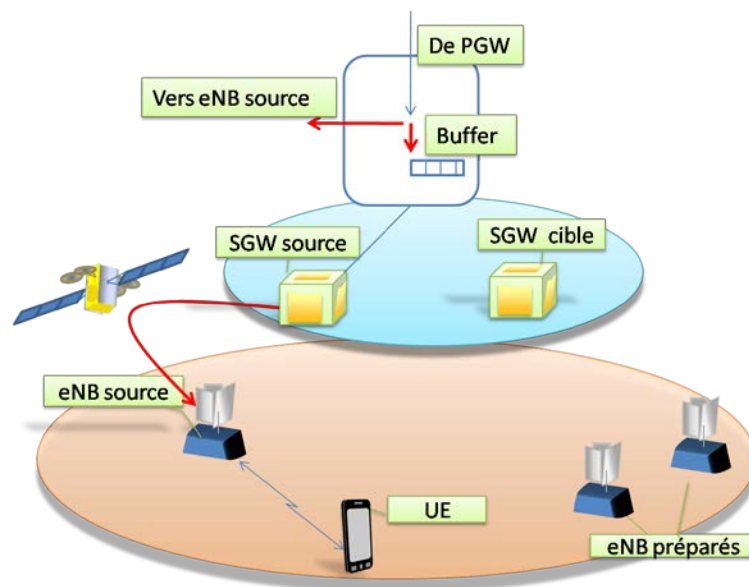 De PGW
Vers eNB source
Buffer
SGW source
SGW cible
eNB source
UE
eNB préparés